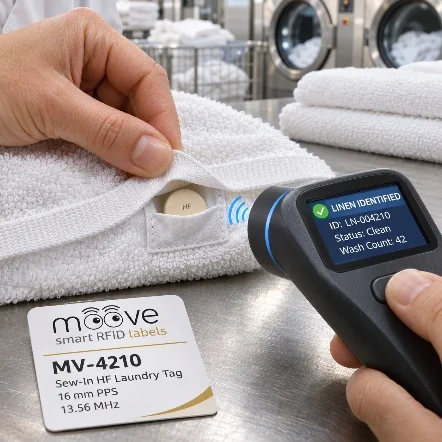 HF
LINEN IDENTIFIED
ID: LN-004210
Status: Clean
Wash Count: 42
moove
smart RFID labels
MV-4210
Sew-In HF Laundry Tag
16 mm PPS
13.56 MHz